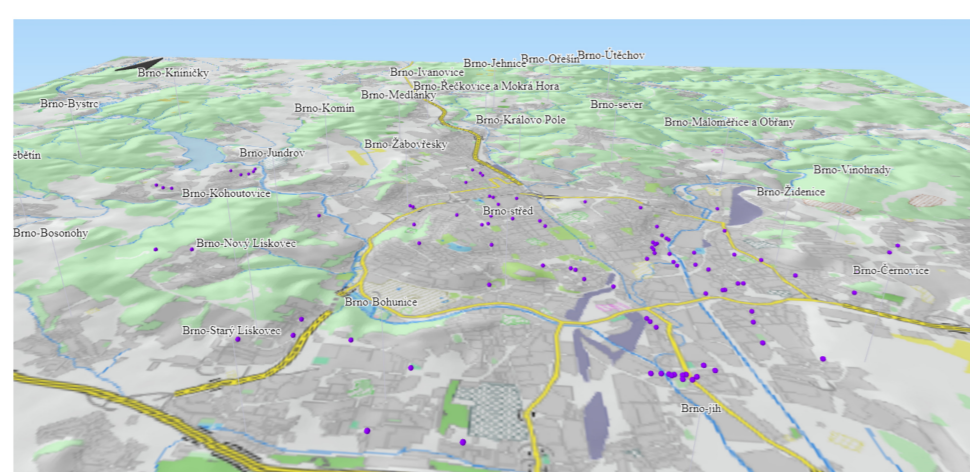 Brno-Jehnice
Brno-Ořešín
Brno-Útěchov
Brno-Ivanovice
Brno-Kníničky
Brno-Řečkovice a Mokrá Hora
Brno-Medlánky
Brno-Bystrc
Brno-Komín
Brno-sever
Brno-Královo Pole
Brno-Maloměřice a Obřany
Brno-Žabovřesky
Brno-Jundrov
ebětín
Brno-Vinohrady
Brno-Kohoutovice
Brno-Židenice
Brno-střed
Brno-Bosonohy
Brno-Nový Lískovec
Brno-Černovice
Brno-Bohunice
Brno-Starý Lískovec
Brno-jih